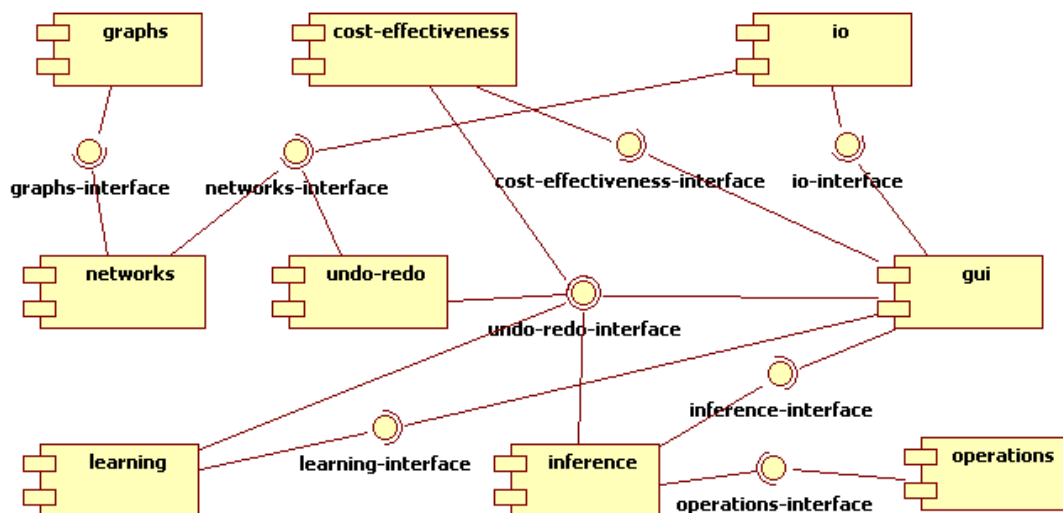 graphs
cost-effectiveness
io
graphs-interface
networks-interface
cost-effectiveness-interface
io-interface
networks
undo-redo
gui
undo-redo-interface
inference-interface
learning
learning-interface
inference
operations
operations-interface